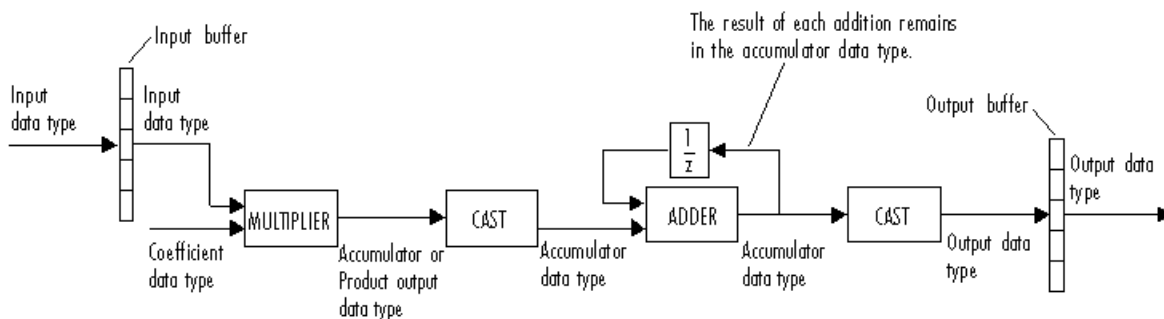 The result of each addition remains
in the accumulator data type.
Input buffer
Input
data type
Input
data type
Output buffer
1
z
Output data
type
MULTIPLIER
CAST
ADDER
CAST
Coefficient
data type
Accumulator or
Product output
data type
Accumulator
data type
Accumulator
data type
Output data
type